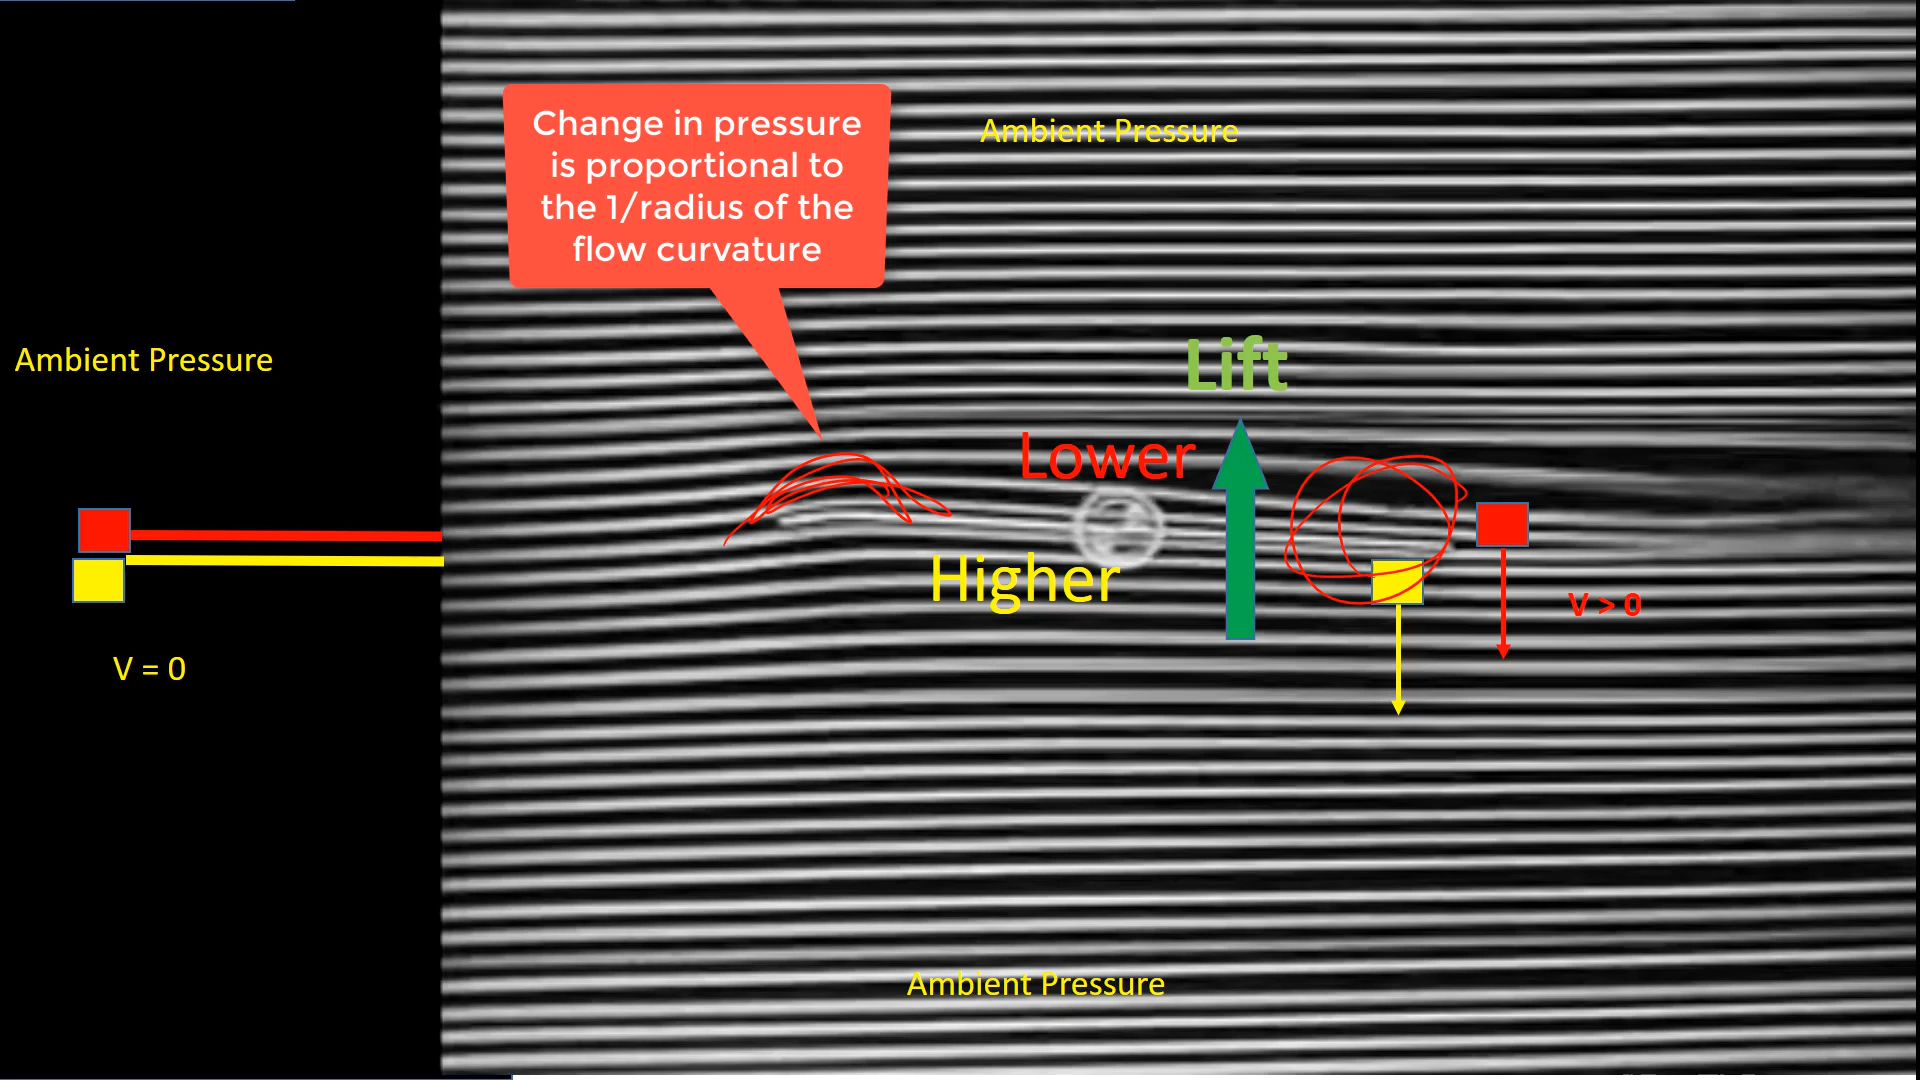 Change in pressure
is proportional to
the 1/radius of the
flow curvature
Ambient Pressure
Ambient Pressure
Lift
Lower
Higher
V > 0
V = 0
Ambient Pressure